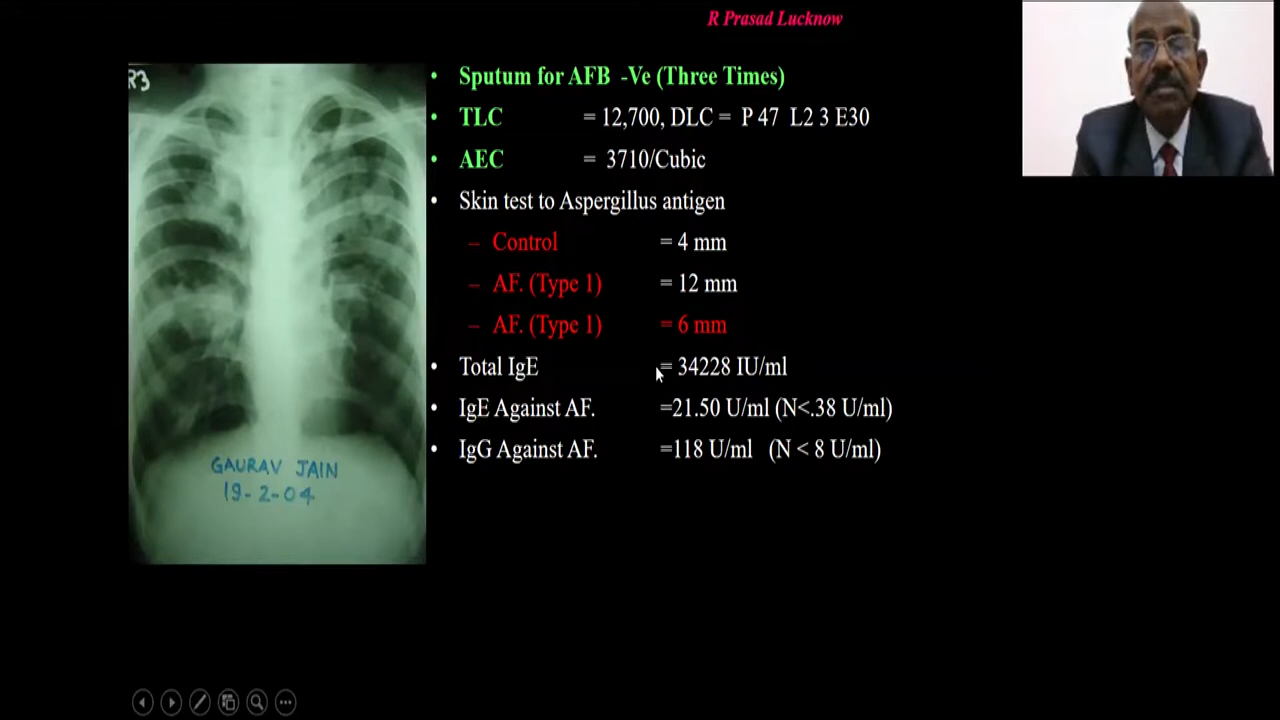 R Prasad Lucknow
R3
• Sputum for AFB -Ve (Three Times)
• TLC = 12,700, DLC = P 47 L2 3 E30
• AEC = 3710/Cubic
• Skin test to Aspergillus antigen
– Control = 4 mm
– AF. (Type 1) = 12 mm
– AF. (Type 1) = 6 mm
• Total IgE = 34228 IU/ml
• IgE Against AF. =21.50 U/ml (N<.38 U/ml)
• IgG Against AF. =118 U/ml (N < 8 U/ml)
GAURAV JAIN
19-2-04